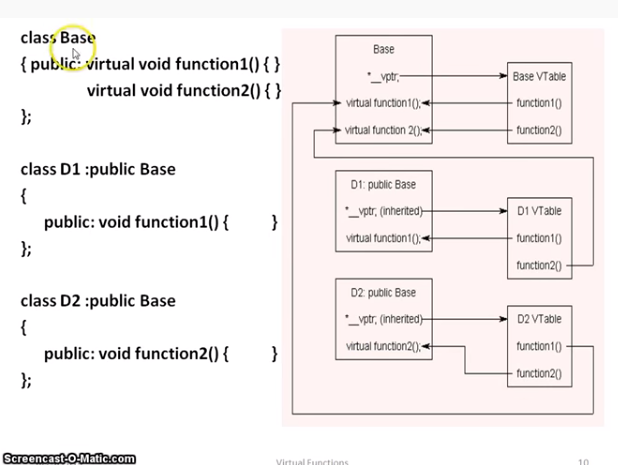 class Base
{ public: virtual void function1() { }
virtual void function2() { }
};
class D1 :public Base
{
public: void function1() { }
};
class D2 :public Base
{
public: void function2() { }
};
Base
*__vptr;
virtual function1();
virtual function 2();
Base VTable
function1()
function2()
D1: public Base
*__vptr; (inherited)
virtual function1();
D1 VTable
function1()
function2()
D2: public Base
*__vptr; (inherited)
virtual function2();
D2 VTable
function1()
function2()
Screencast-O-Matic.com
Virtual Functions
10